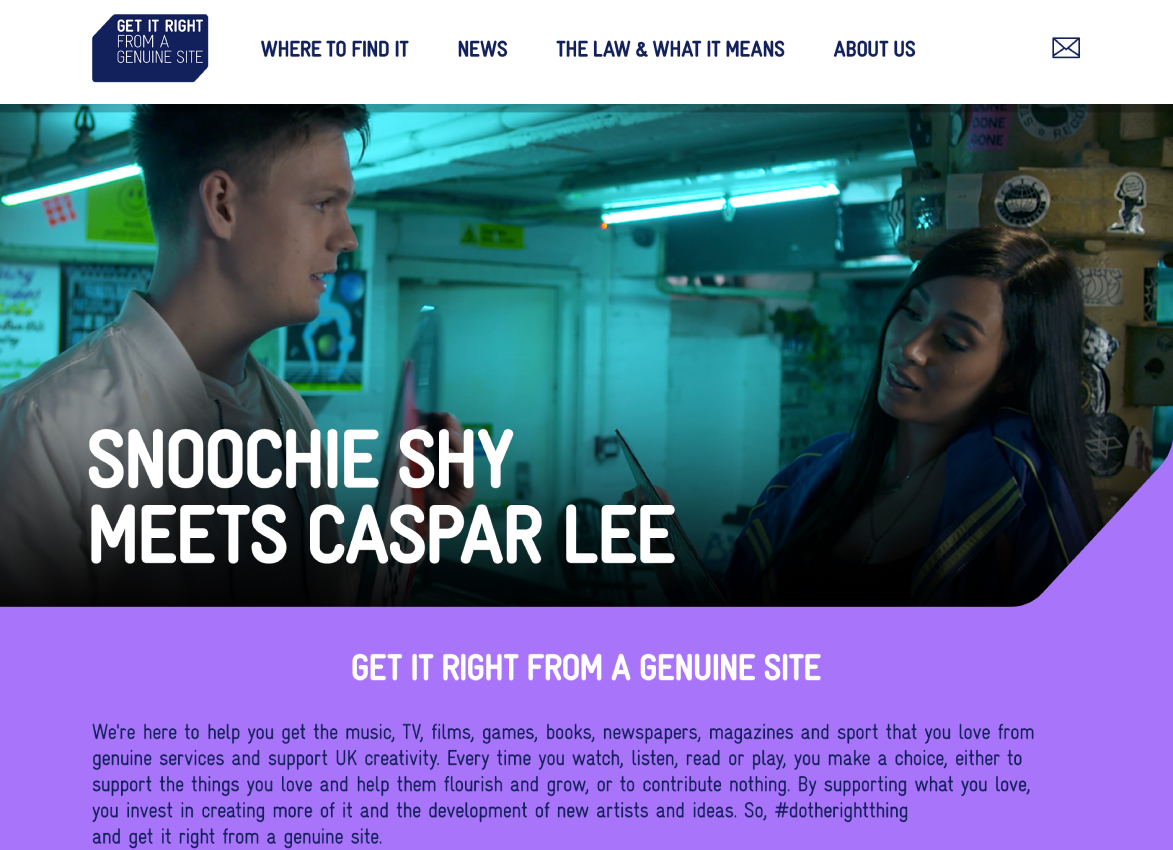 GET IT RIGHT
FROM A
GENUINE SITE
WHERE TO FIND IT
NEWS
THE LAW & WHAT IT MEANS
ABOUT US
GONE
GONE
SNOOCHIE SHY
MEETS CASPAR LEE
GET IT RIGHT FROM A GENUINE SITE
We're here to help you get the music, TV, films, games, books, newspapers, magazines and sport that you love from
genuine services and support UK creativity. Every time you watch, listen, read or play, you make a choice, either to
support the things you love and help them flourish and grow, or to contribute nothing. By supporting what you love,
you invest in creating more of it and the development of new artists and ideas. So, #dotherightthing
and get it right from a genuine site.